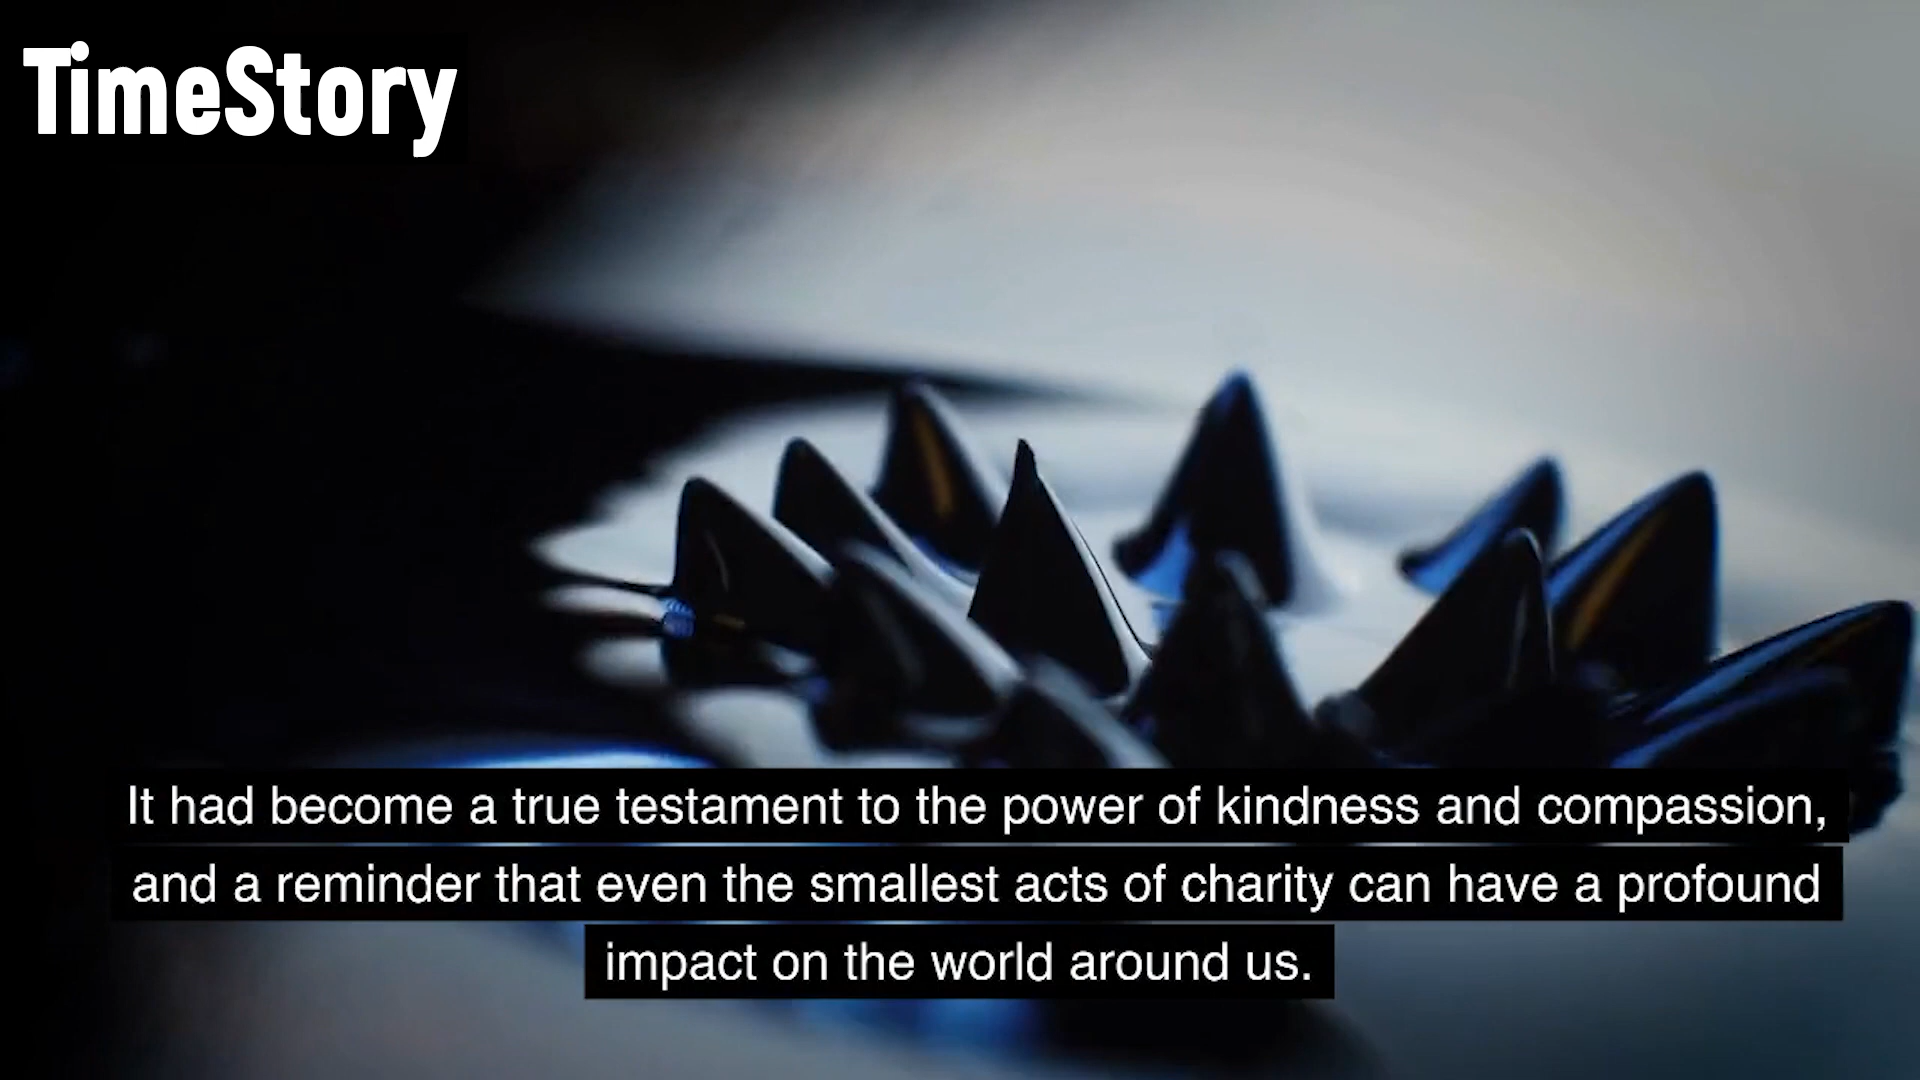 TimeStory
It had become a true testament to the power of kindness and compassion,
and a reminder that even the smallest acts of charity can have a profound
impact on the world around us.